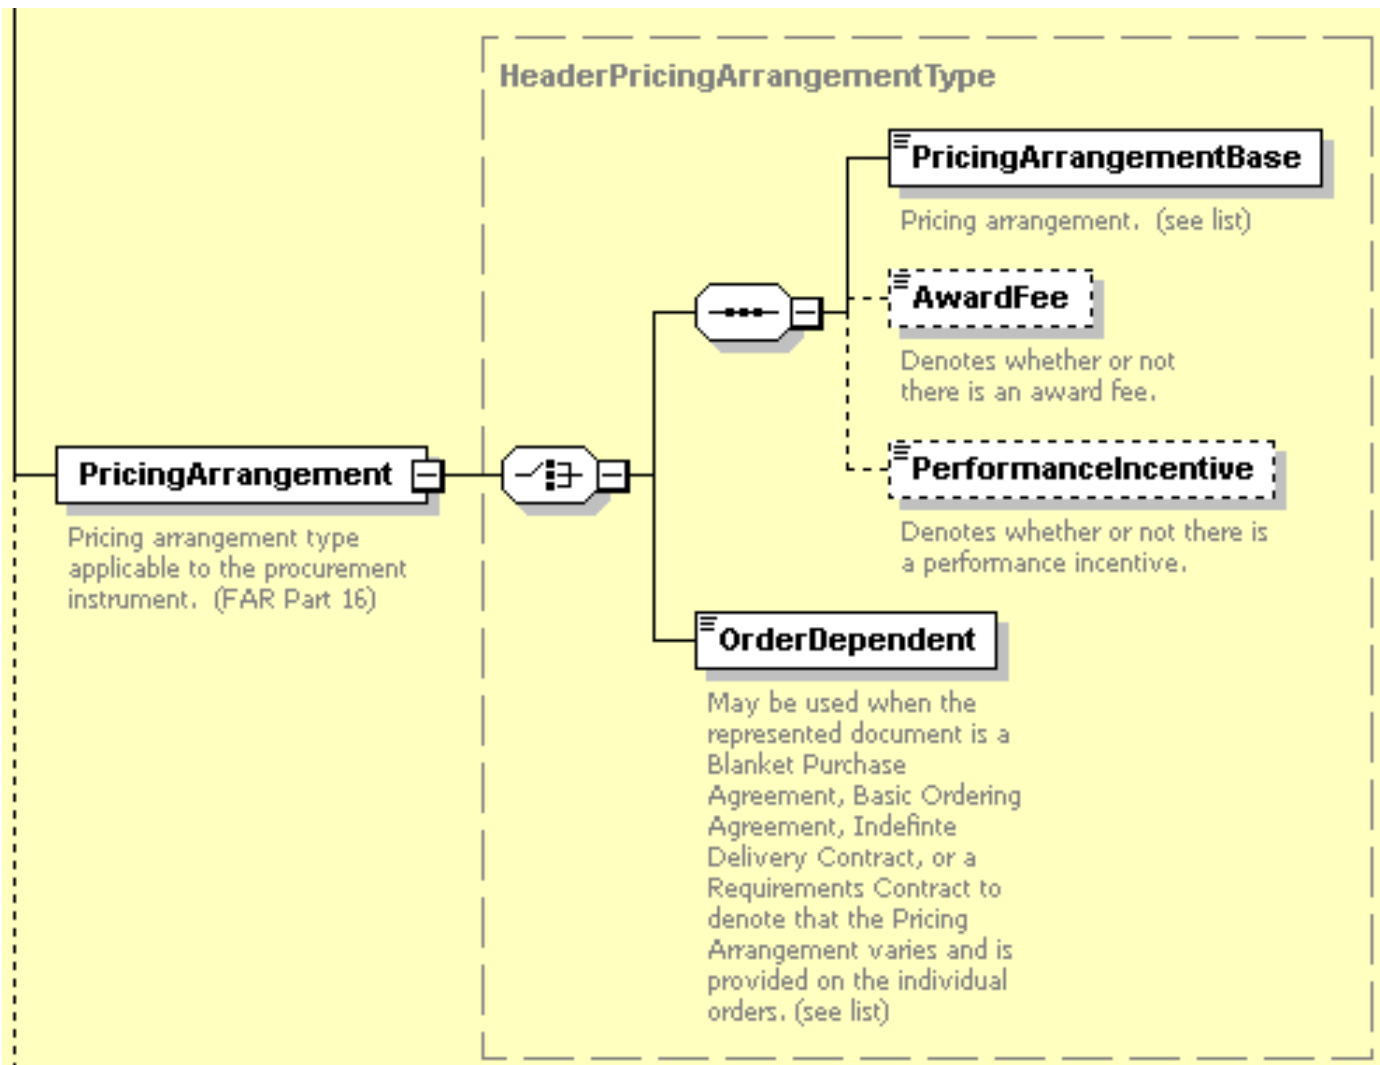 HeaderPricingArrangementType
PricingArrangementBase
Pricing arrangement. (see list)
AwardFee
Denotes whether or not
there is an award fee.
PerformanceIncentive
Denotes whether or not there is
a performance incentive.
PricingArrangement
Pricing arrangement type
applicable to the procurement
instrument. (FAR Part 16)
OrderDependent
May be used when the
represented document is a
Blanket Purchase
Agreement, Basic Ordering
Agreement, Indefinte
Delivery Contract, or a
Requirements Contract to
denote that the Pricing
Arrangement varies and is
provided on the individual
orders. (see list)